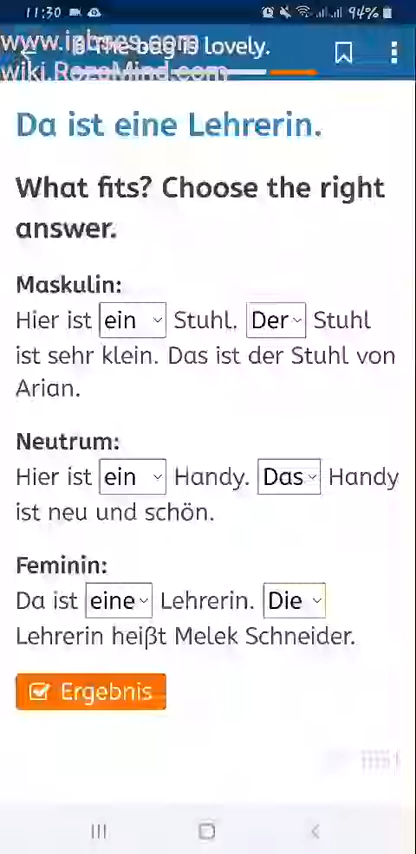 11:30
94%
www.iphres.com
The bag is lovely.
wiki.RozaMind.com
Da ist eine Lehrerin.
What fits? Choose the right
answer.
Maskulin:
Hier ist ein Stuhl. Der Stuhl
ist sehr klein. Das ist der Stuhl von
Arian.
Neutrum:
Hier ist ein Handy. Das Handy
ist neu und schön.
Feminin:
Da ist eine Lehrerin. Die
Lehrerin heißt Melek Schneider.
Ergebnis